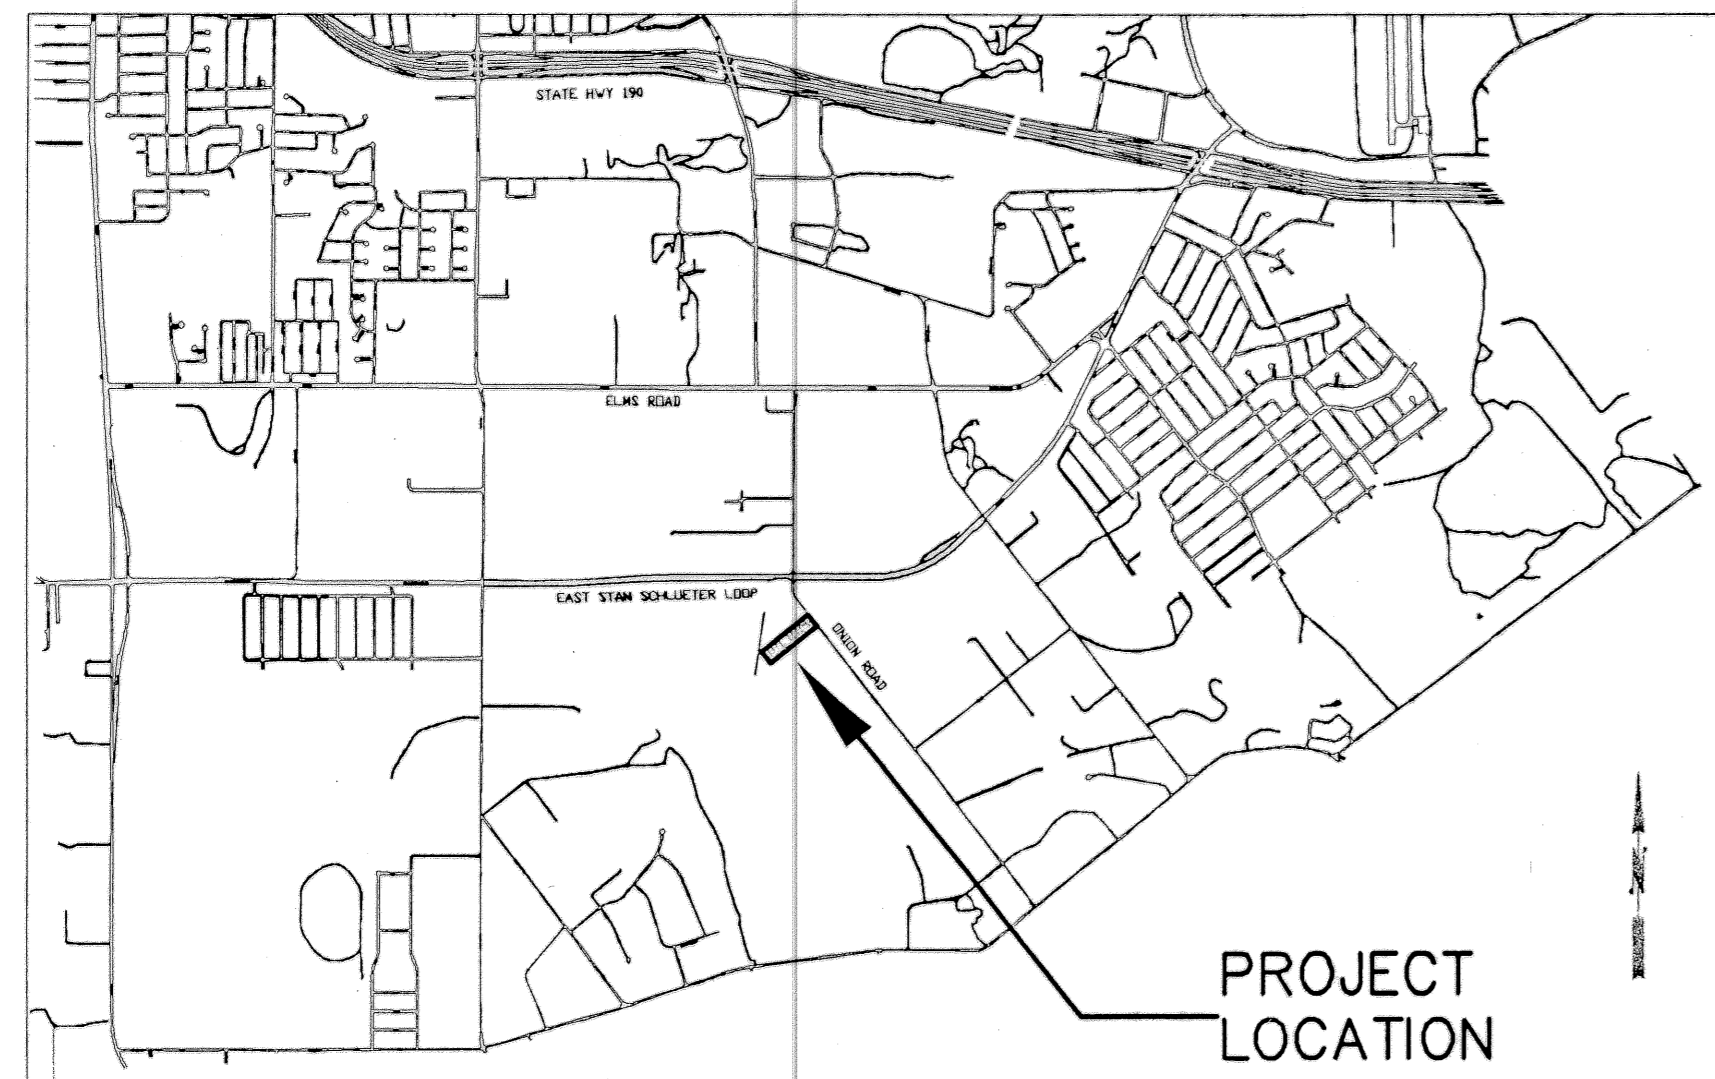 STATE HWY 190
ELMS ROAD
EAST STAN SCHLUETER LOOP
ONION ROAD
N
PROJECT
LOCATION